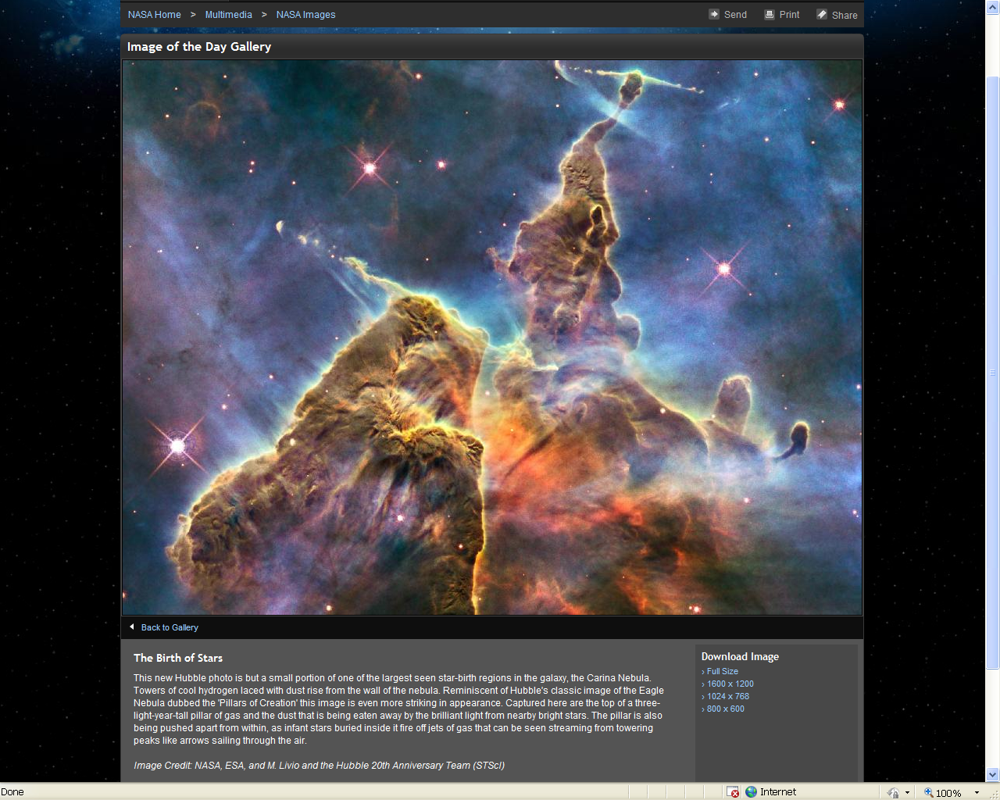 NASA Home > Multimedia > NASA Images
Send Print Share
Image of the Day Gallery
Back to Gallery
The Birth of Stars
This new Hubble photo is but a small portion of one of the largest seen star-birth regions in the galaxy, the Carina Nebula.
Towers of cool hydrogen laced with dust rise from the wall of the nebula. Reminiscent of Hubble's classic image of the Eagle
Nebula dubbed the 'Pillars of Creation' this image is even more striking in appearance. Captured here are the top of a three-
light-year-tall pillar of gas and the dust that is being eaten away by the brilliant light from nearby bright stars. The pillar is also
being pushed apart from within, as infant stars buried inside it fire off jets of gas that can be seen streaming from towering
peaks like arrows sailing through the air.
Image Credit: NASA, ESA, and M. Livio and the Hubble 20th Anniversary Team (STScI)
Download Image
› Full Size
› 1600 x 1200
› 1024 x 768
› 800 x 600
Done
Internet
100%